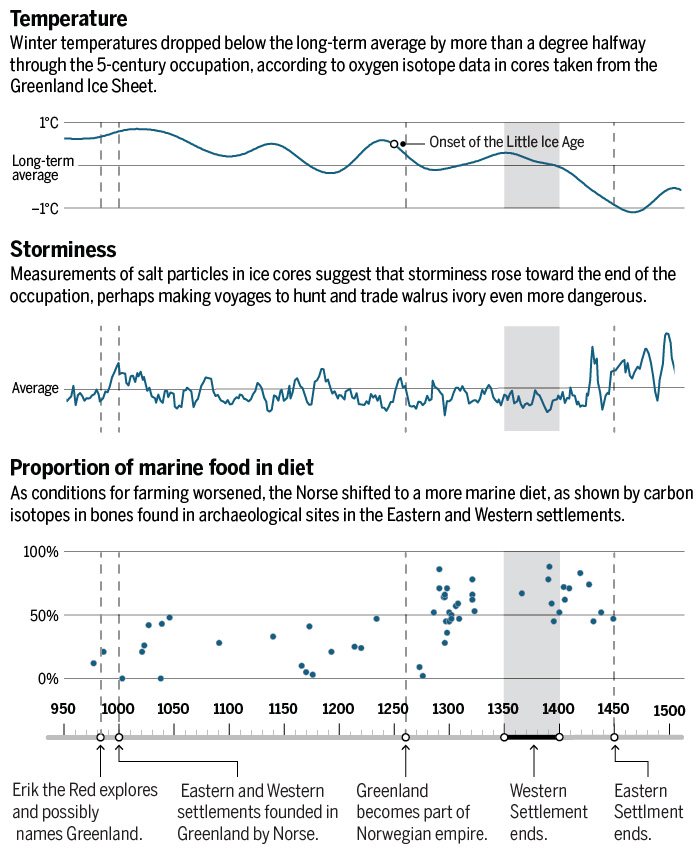 Temperature
Winter temperatures dropped below the long-term average by more than a degree halfway
through the 5-century occupation, according to oxygen isotope data in cores taken from the
Greenland Ice Sheet.
1°C
Onset of the Little Ice Age
Long-term
average
–1°C
Storminess
Measurements of salt particles in ice cores suggest that storminess rose toward the end of the
occupation, perhaps making voyages to hunt and trade walrus ivory even more dangerous.
Average
Proportion of marine food in diet
As conditions for farming worsened, the Norse shifted to a more marine diet, as shown by carbon
isotopes in bones found in archaeological sites in the Eastern and Western settlements.
100%
50%
0%
950 1000 1050 1100 1150 1200 1250 1300 1350 1400 1450 1500
Erik the Red explores
and possibly
names Greenland.
Eastern and Western
settlements founded in
Greenland by Norse.
Greenland
becomes part of
Norwegian empire.
Western
Settlement
ends.
Eastern
Settlment
ends.